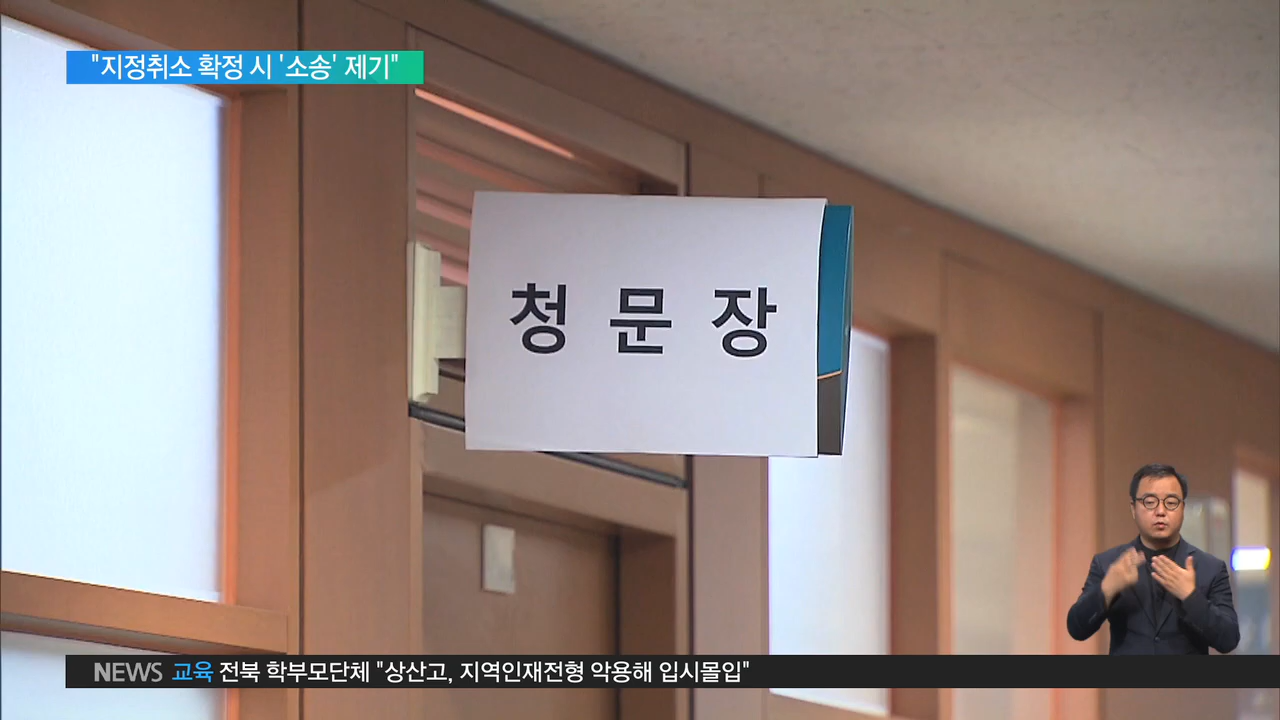 "지정취소 확정 시 '소송' 제기"
청 문 장
NEWS 교육 전북 학부모단체 "상산고, 지역인재전형 악용해 입시몰입"